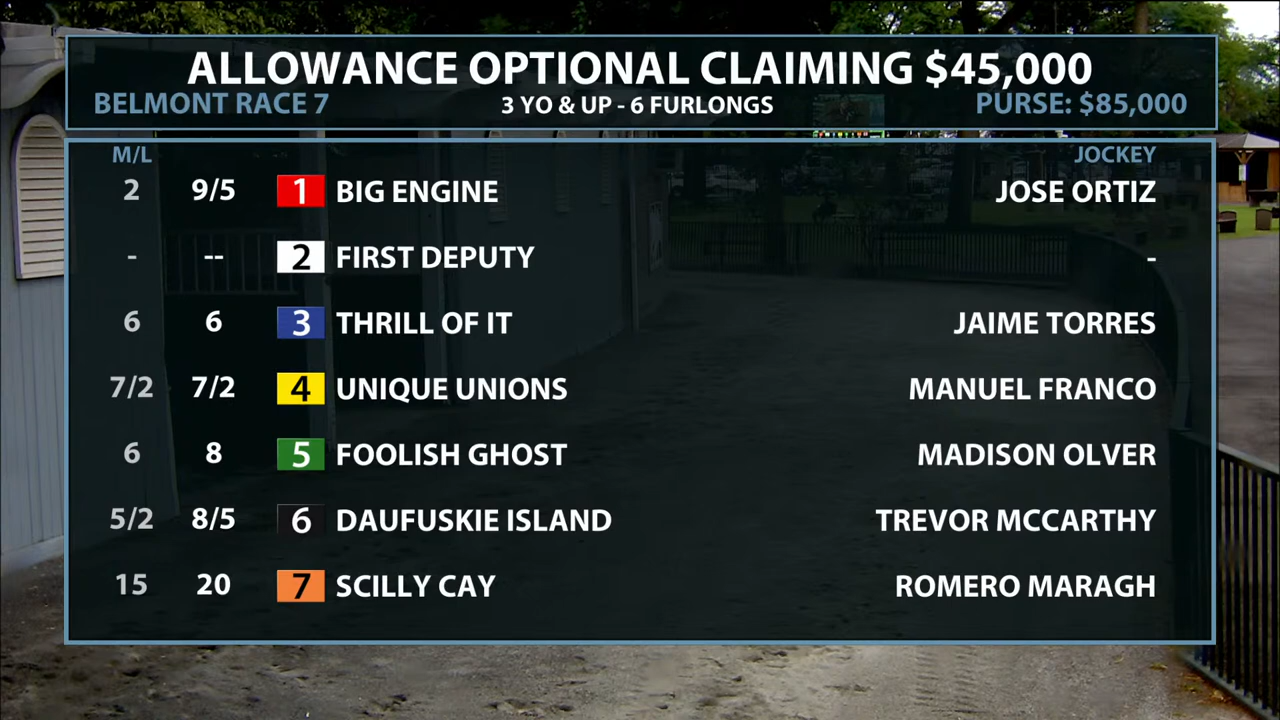 ALLOWANCE OPTIONAL CLAIMING $45,000
BELMONT RACE 7 3 YO & UP - 6 FURLONGS PURSE: $85,000
M/L JOCKEY
2 9/5 1 BIG ENGINE JOSE ORTIZ
- -- 2 FIRST DEPUTY -
6 6 3 THRILL OF IT JAIME TORRES
7/2 7/2 4 UNIQUE UNIONS MANUEL FRANCO
6 8 5 FOOLISH GHOST MADISON OLVER
5/2 8/5 6 DAUFUSKIE ISLAND TREVOR MCCARTHY
15 20 7 SCILLY CAY ROMERO MARAGH